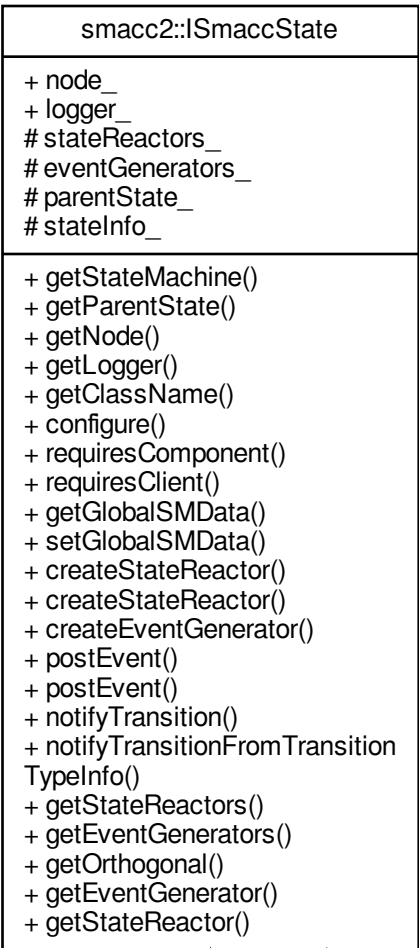 smacc2::ISmaccState
+ node_
+ logger_
# stateReactors_
# eventGenerators_
# parentState_
# stateInfo_
+ getStateMachine()
+ getParentState()
+ getNode()
+ getLogger()
+ getClassName()
+ configure()
+ requiresComponent()
+ requiresClient()
+ getGlobalSMData()
+ setGlobalSMData()
+ createStateReactor()
+ createStateReactor()
+ createEventGenerator()
+ postEvent()
+ postEvent()
+ notifyTransition()
+ notifyTransitionFromTransition
TypeInfo()
+ getStateReactors()
+ getEventGenerators()
+ getOrthogonal()
+ getEventGenerator()
+ getStateReactor()